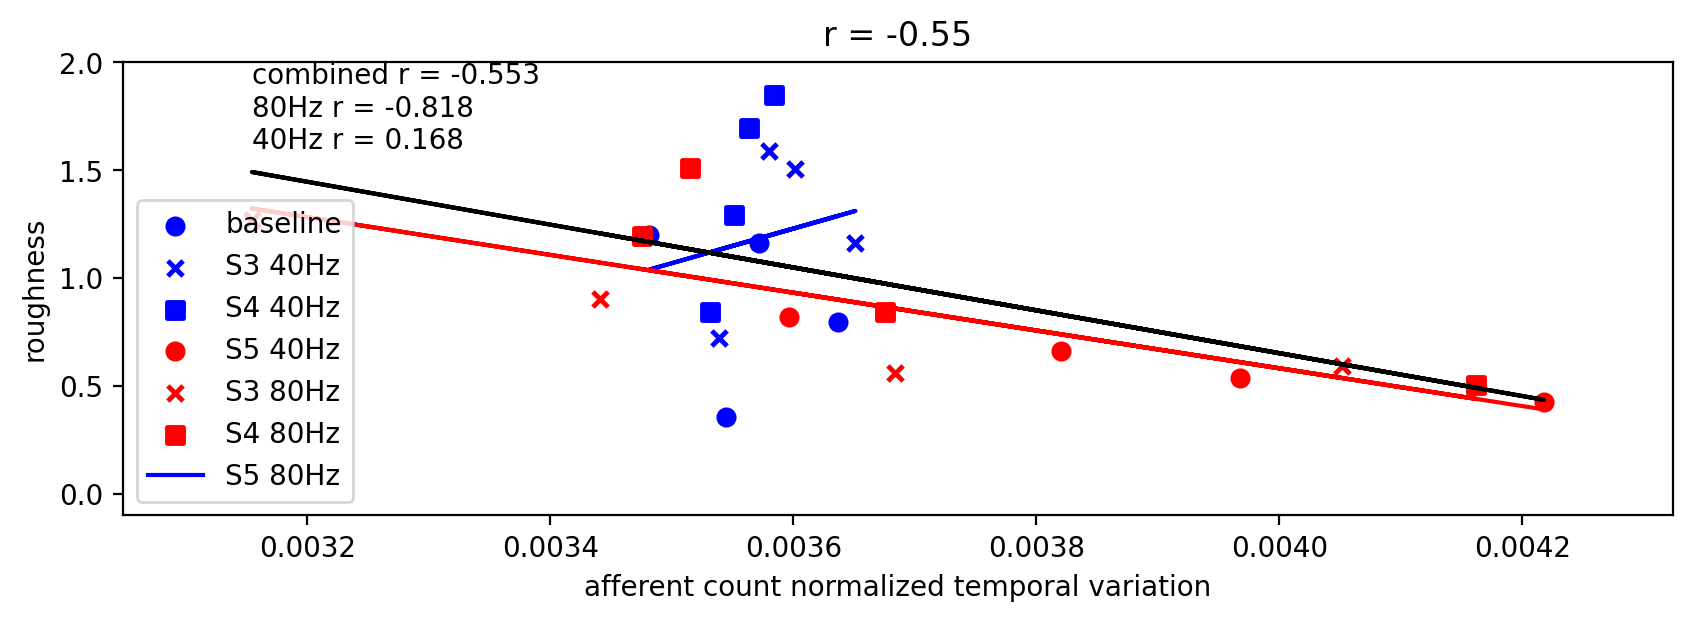 r = -0.55
combined r = -0.553
80Hz r = -0.818
40Hz r = 0.168
2.0
1.5
1.0
0.5
0.0
roughness
baseline
S3 40Hz
S4 40Hz
S5 40Hz
S3 80Hz
S4 80Hz
S5 80Hz
0.0032 0.0034 0.0036 0.0038 0.0040 0.0042
afferent count normalized temporal variation